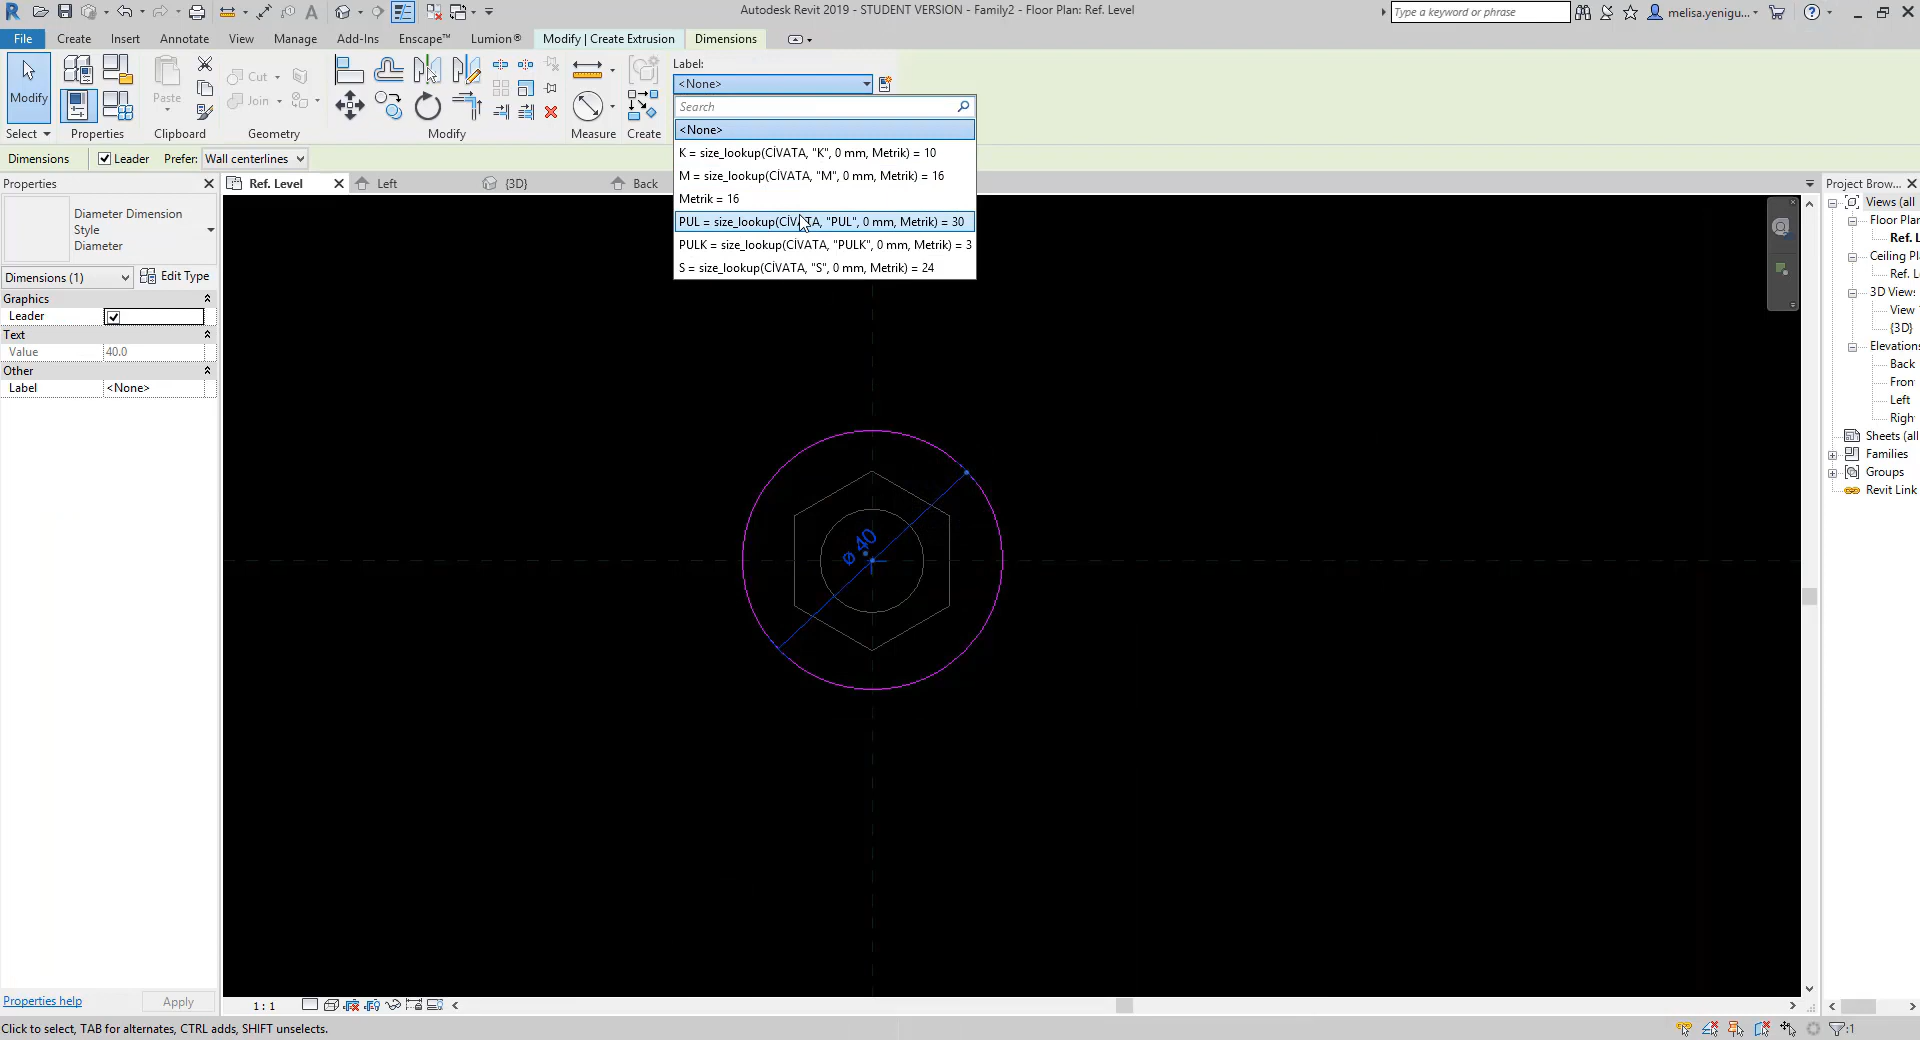 Autodesk Revit 2019 - STUDENT VERSION - Family2 - Floor Plan: Ref. Level
Type a keyword or phrase
melisa.yenigu...
File Create Insert Annotate View Manage Add-Ins Enscape™ Lumion® Modify | Create Extrusion Dimensions
Modify
Paste
Cut
Join
Label:
<None>
Select Properties Clipboard Geometry Modify Measure Create
Search
<None>
K = size_lookup(CİVATA, "K", 0 mm, Metrik) = 10
M = size_lookup(CİVATA, "M", 0 mm, Metrik) = 16
Metrik = 16
PUL = size_lookup(CİVATA, "PUL", 0 mm, Metrik) = 30
PULK = size_lookup(CİVATA, "PULK", 0 mm, Metrik) = 3
S = size_lookup(CİVATA, "S", 0 mm, Metrik) = 24
Dimensions Leader Prefer: Wall centerlines
Properties
Ref. Level Left {3D} Back
Diameter Dimension
Style
Diameter
Dimensions (1) Edit Type
Graphics
Leader
Text
Value 40.0
Other
Label <None>
ø 40
Project Brow...
Views (all
Floor Plan
Ref. L
Ceiling Pl
Ref. L
3D Views
View
{3D}
Elevations
Back
Fron
Left
Righ
Sheets (all
Families
Groups
Revit Link
Properties help Apply
1 : 1
Click to select, TAB for alternates, CTRL adds, SHIFT unselects.
:1